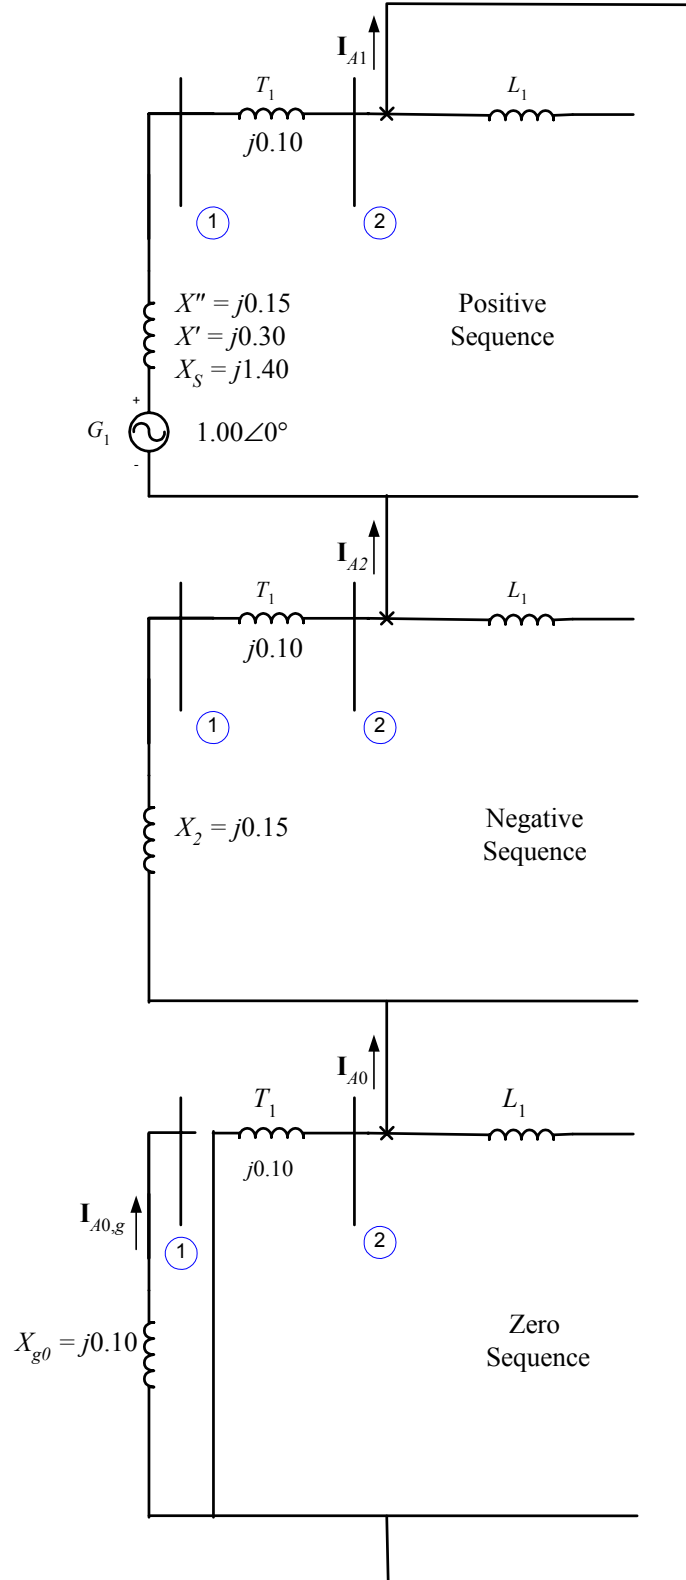 I_A1
T_1
L_1
j0.10
1
2
X″ = j0.15
X′ = j0.30
X_S = j1.40
Positive
Sequence
+
G_1
1.00∠0°
-
I_A2
T_1
L_1
j0.10
1
2
X_2 = j0.15
Negative
Sequence
I_A0
T_1
L_1
j0.10
I_A0,g
1
2
X_g0 = j0.10
Zero
Sequence